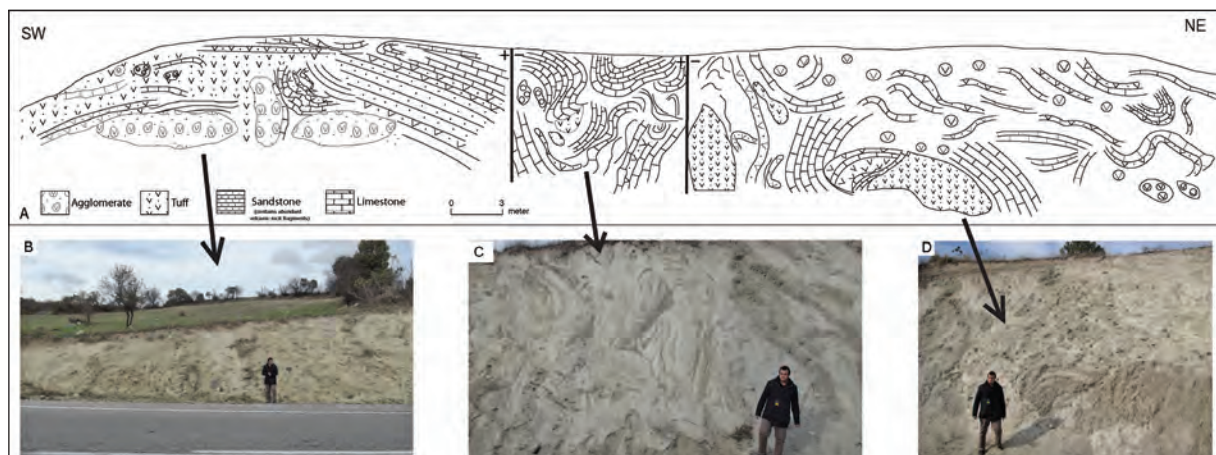 SW
NE
+
+ -
A
Agglomerate
Tuff
Sandstone
(contains abundant
volcanic rock fragments)
Limestone
0 3
meter
B
C
D